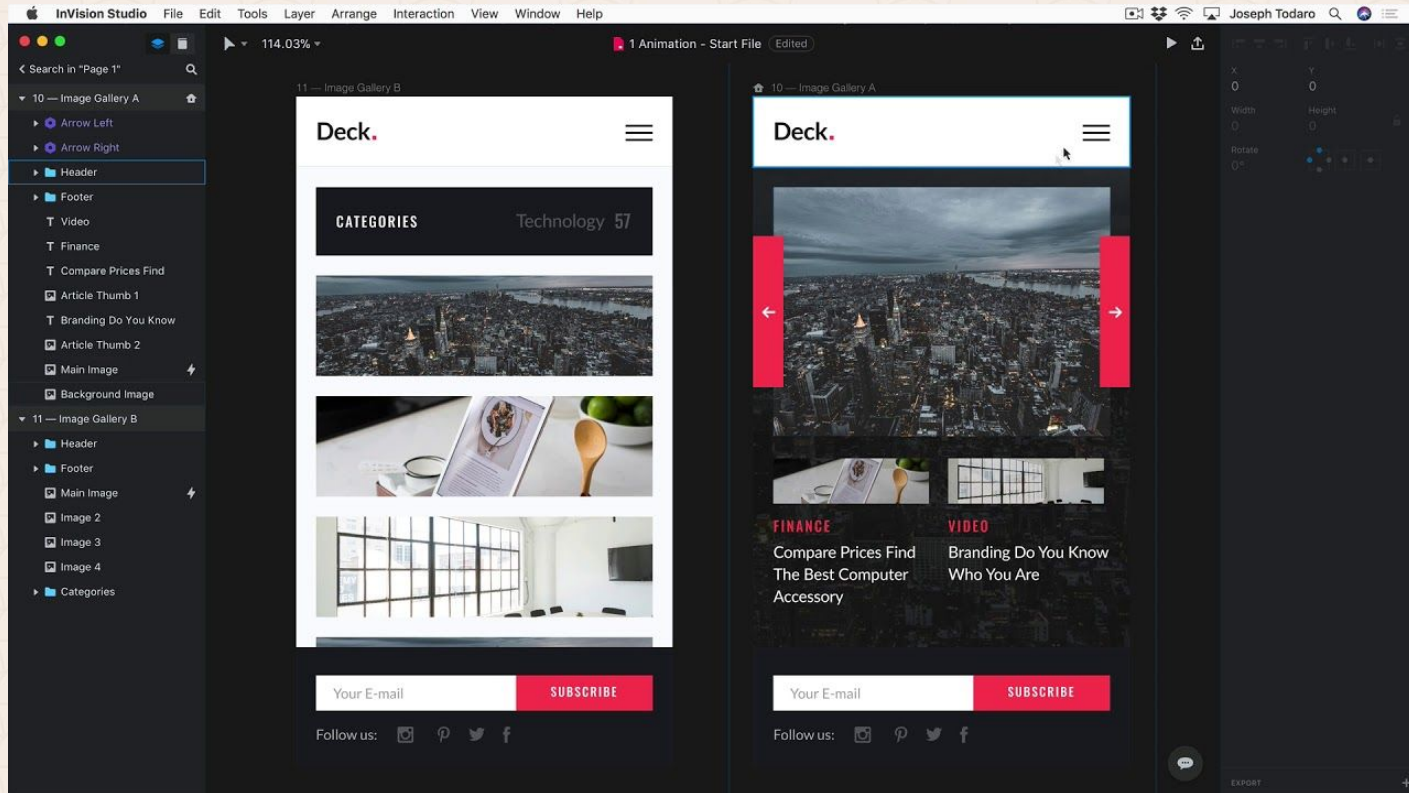 InVision Studio File Edit Tools Layer Arrange Interaction View Window Help Joseph Todaro
114.03% 1 Animation - Start File Edited
Search in "Page 1"
10 — Image Gallery A
Arrow Left
Arrow Right
Header
Footer
Video
Finance
Compare Prices Find
Article Thumb 1
Branding Do You Know
Article Thumb 2
Main Image
Background Image
11 — Image Gallery B
Header
Footer
Main Image
Image 2
Image 3
Image 4
Categories
11 — Image Gallery B
Deck.
CATEGORIES Technology 57
Your E-mail SUBSCRIBE
Follow us:
10 — Image Gallery A
Deck.
FINANCE
Compare Prices Find
The Best Computer
Accessory
VIDEO
Branding Do You Know
Who You Are
Your E-mail SUBSCRIBE
Follow us:
X Y
0 0
Width Height
0 0
Rotate
0°
EXPORT